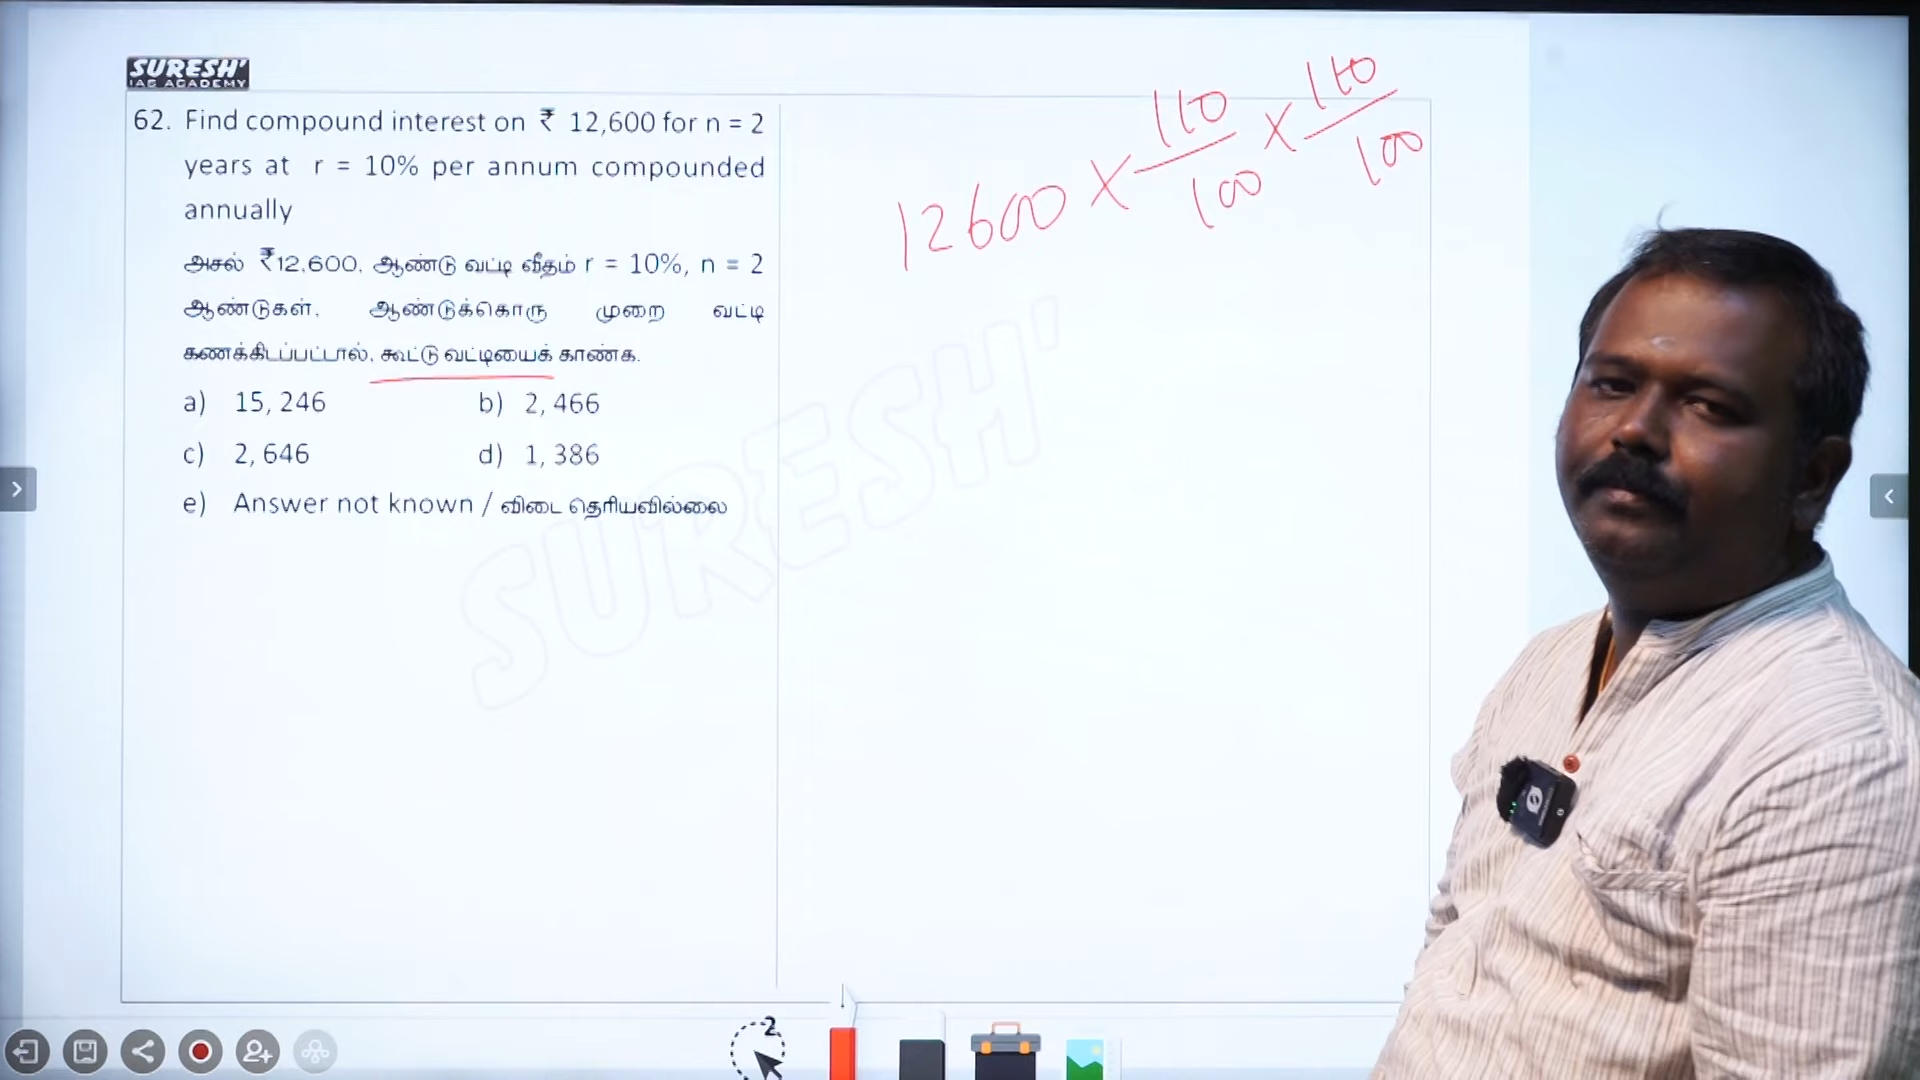 SURESH'
IAS ACADEMY
62. Find compound interest on ₹ 12,600 for n = 2
years at r = 10% per annum compounded
annually
அசல் ₹12,600, ஆண்டு வட்டி வீதம் r = 10%, n = 2
ஆண்டுகள், ஆண்டுக்கொரு முறை வட்டி
கணக்கிடப்பட்டால், கூட்டு வட்டியைக் காண்க.
a) 15, 246 b) 2, 466
c) 2, 646 d) 1, 386
e) Answer not known / விடை தெரியவில்லை
12600 × 110/100 × 110/100
SURESH'
2